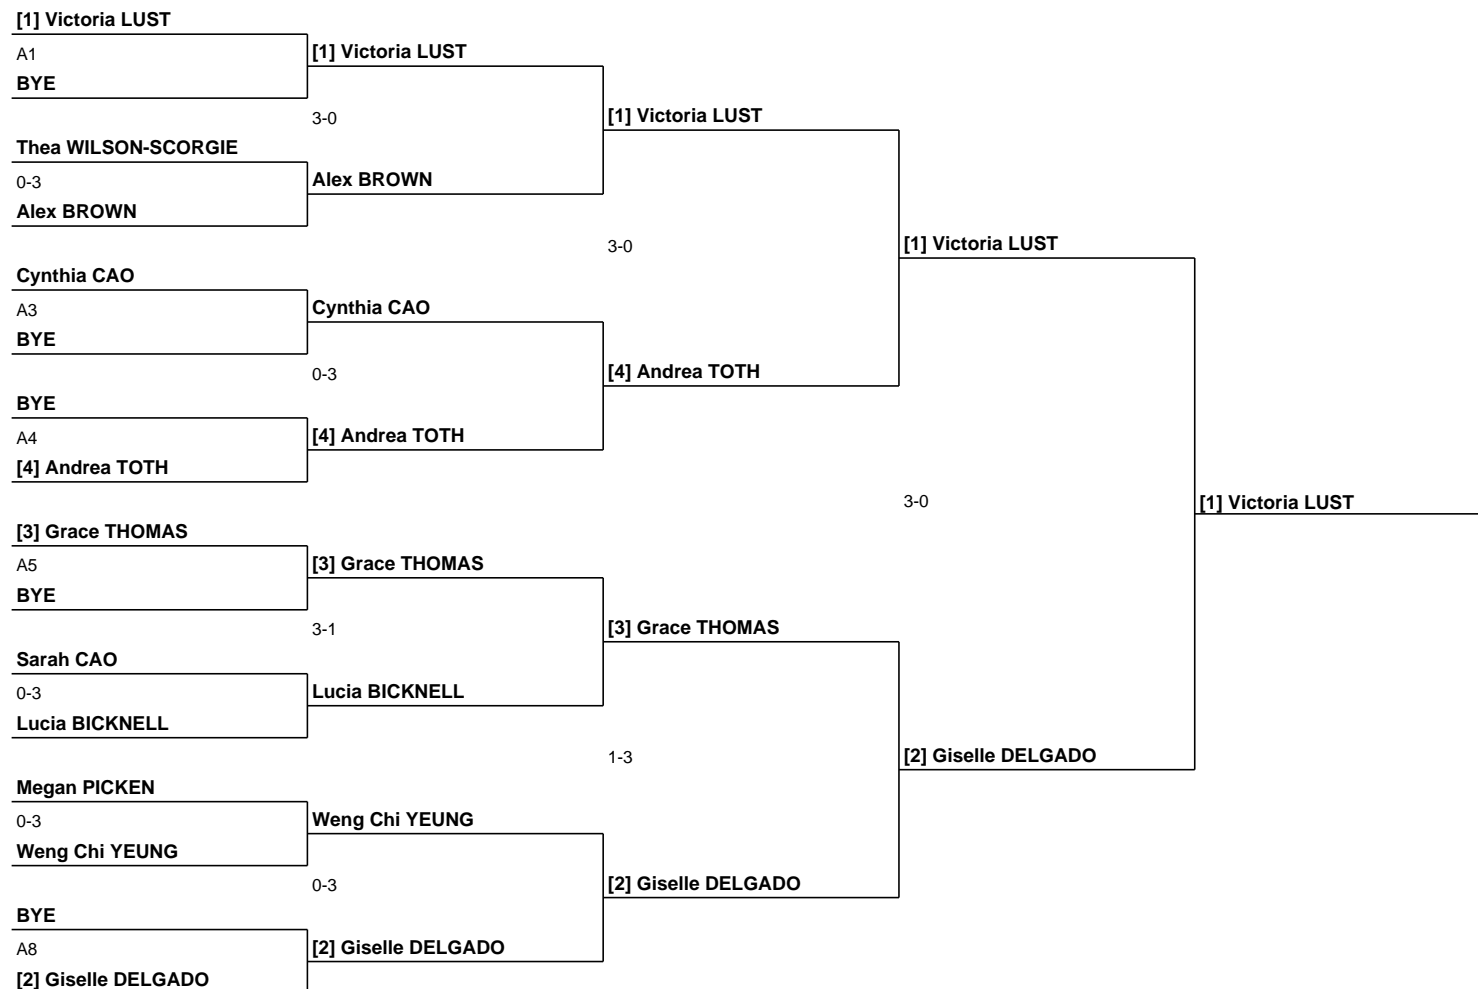 [1] Victoria LUST
A1
BYE
Thea WILSON-SCORGIE
0-3
Alex BROWN
Cynthia CAO
A3
BYE
BYE
A4
[4] Andrea TOTH
[3] Grace THOMAS
A5
BYE
Sarah CAO
0-3
Lucia BICKNELL
Megan PICKEN
0-3
Weng Chi YEUNG
BYE
A8
[2] Giselle DELGADO
[1] Victoria LUST
3-0
Alex BROWN
Cynthia CAO
0-3
[4] Andrea TOTH
[3] Grace THOMAS
3-1
Lucia BICKNELL
Weng Chi YEUNG
0-3
[2] Giselle DELGADO
[1] Victoria LUST
3-0
[4] Andrea TOTH
[3] Grace THOMAS
1-3
[2] Giselle DELGADO
[1] Victoria LUST
3-0
[2] Giselle DELGADO
[1] Victoria LUST